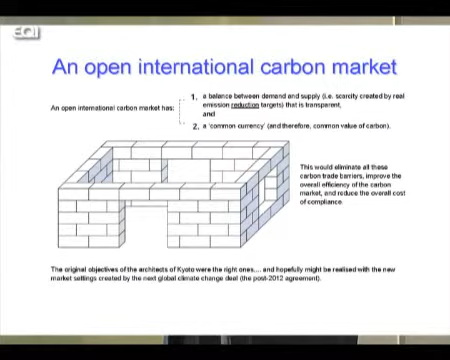 EQI
An open international carbon market
An open international carbon market has:
1. a balance between demand and supply (i.e. scarcity created by real
emission reduction targets) that is transparent,
and
2. a 'common currency' (and therefore, common value of carbon).
This would eliminate all these
carbon trade barriers, improve the
overall efficiency of the carbon
market, and reduce the overall cost
of compliance
The original objectives of the architects of Kyoto were the right ones.... and hopefully might be realised with the new
market settings created by the next global climate change deal (the post-2012 agreement).